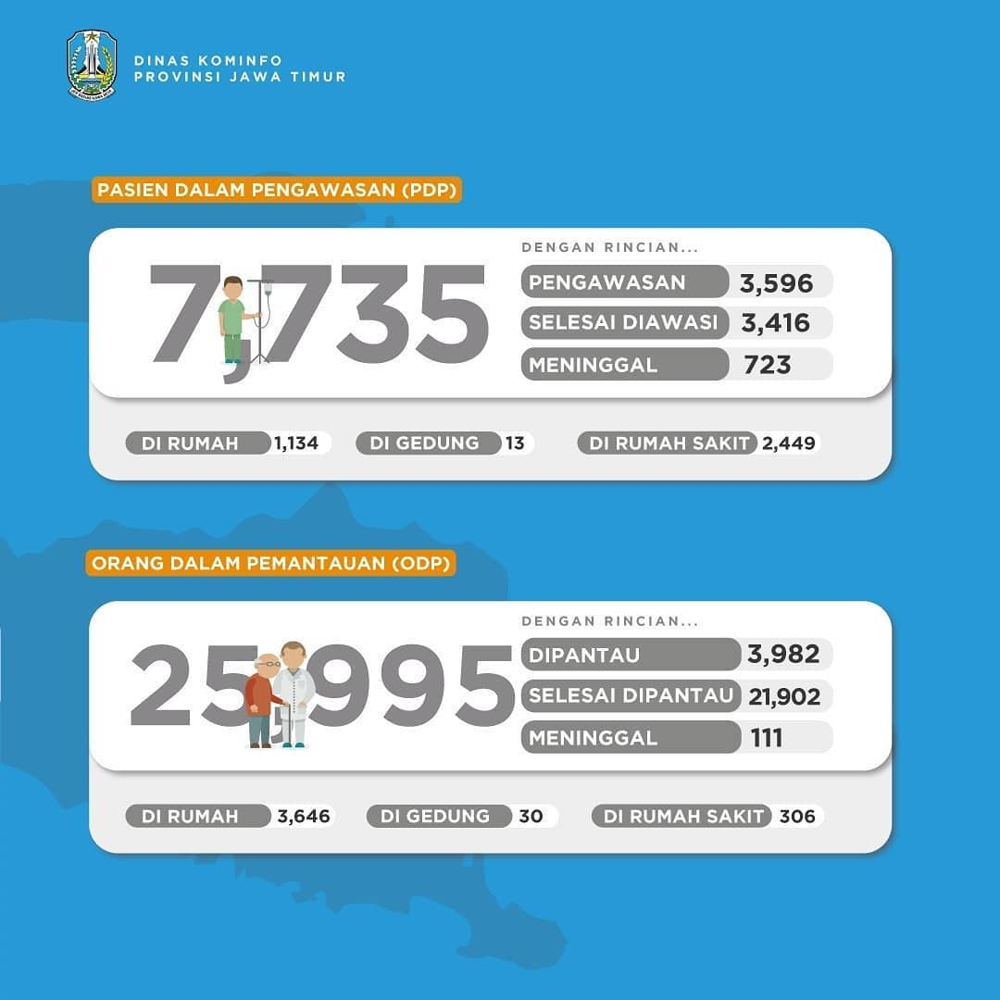 DINAS KOMINFO
PROVINSI JAWA TIMUR
PASIEN DALAM PENGAWASAN (PDP)
7,735
DENGAN RINCIAN...
PENGAWASAN 3,596
SELESAI DIAWASI 3,416
MENINGGAL 723
DI RUMAH 1,134 DI GEDUNG 13 DI RUMAH SAKIT 2,449
ORANG DALAM PEMANTAUAN (ODP)
25,995
DENGAN RINCIAN...
DIPANTAU 3,982
SELESAI DIPANTAU 21,902
MENINGGAL 111
DI RUMAH 3,646 DI GEDUNG 30 DI RUMAH SAKIT 306